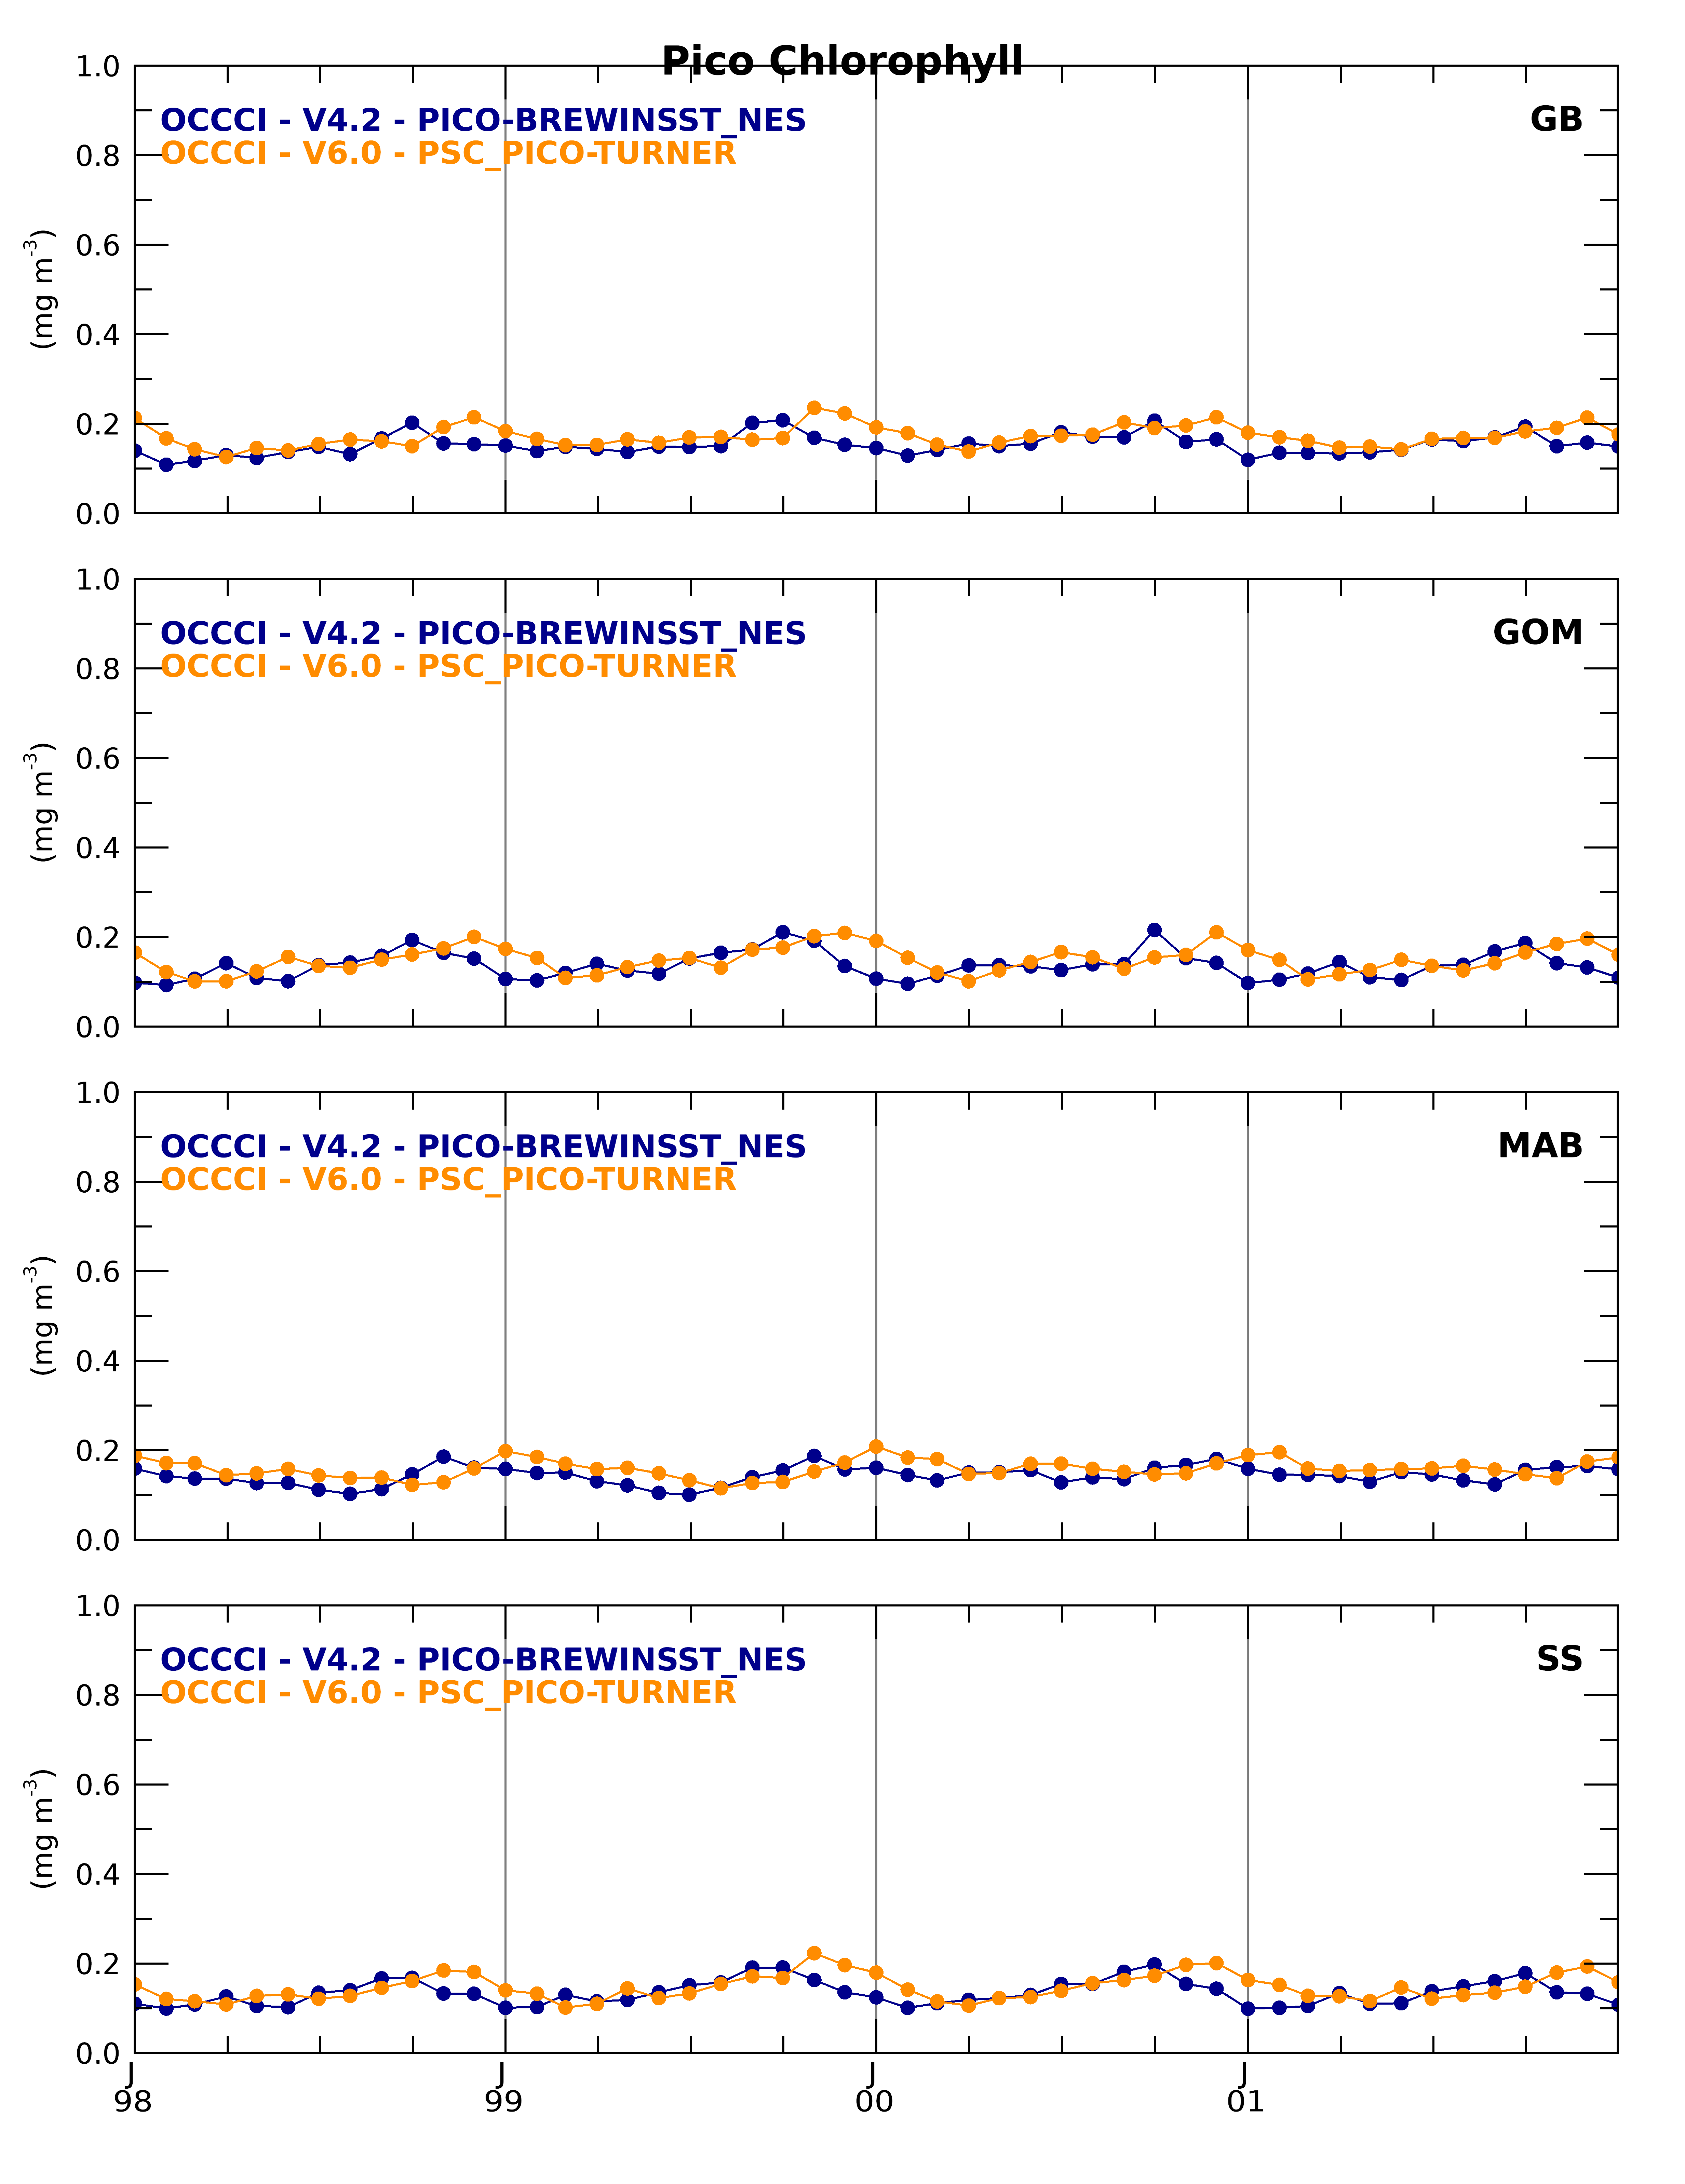 Pico Chlorophyll
1.0
OCCCI - V4.2 - PICO-BREWINSST_NES
GB
OCCCI - V6.0 - PSC_PICO-TURNER
0.8
0.6
(mg m-3)
0.4
0.2
0.0
1.0
OCCCI - V4.2 - PICO-BREWINSST_NES
GOM
OCCCI - V6.0 - PSC_PICO-TURNER
0.8
0.6
(mg m-3)
0.4
0.2
0.0
1.0
OCCCI - V4.2 - PICO-BREWINSST_NES
MAB
OCCCI - V6.0 - PSC_PICO-TURNER
0.8
0.6
(mg m-3)
0.4
0.2
0.0
1.0
OCCCI - V4.2 - PICO-BREWINSST_NES
SS
OCCCI - V6.0 - PSC_PICO-TURNER
0.8
0.6
(mg m-3)
0.4
0.2
0.0
J J J J
98 99 00 01